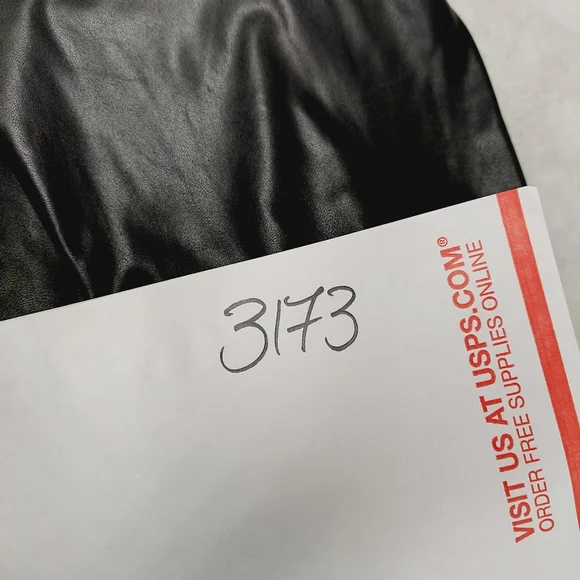 3173
VISIT US AT USPS.COM®
ORDER FREE SUPPLIES ONLINE